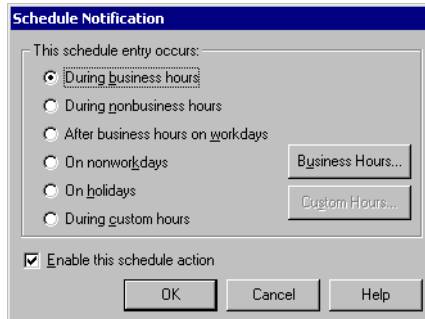 Schedule Notification
This schedule entry occurs:
During business hours
During nonbusiness hours
After business hours on workdays
On nonworkdays
Business Hours...
On holidays
Custom Hours...
During custom hours
Enable this schedule action
OK Cancel Help